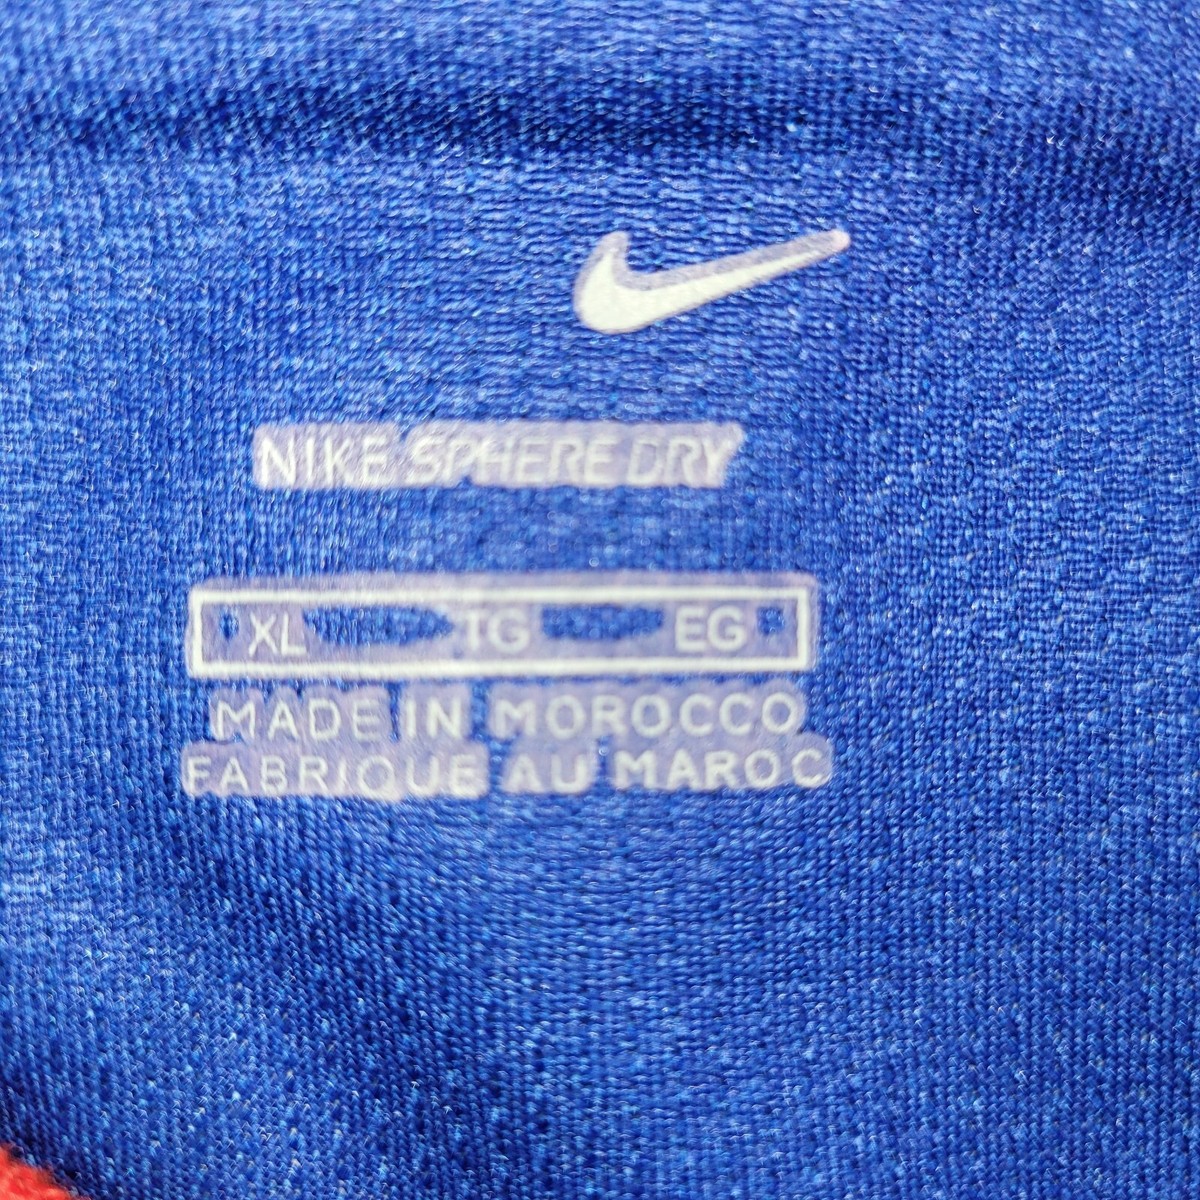 NIKE SPHERE DRY
XL TG EG
MADE IN MOROCCO
FABRIQUE AU MAROC